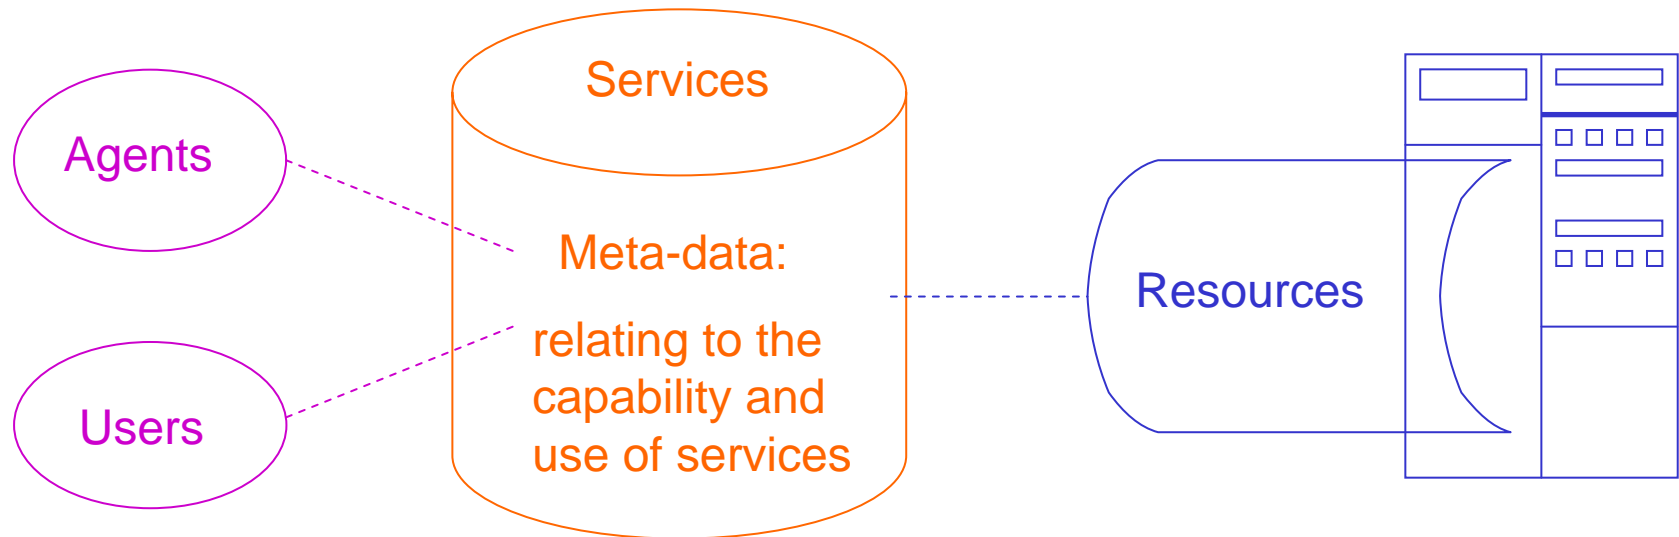 Agents
Users
Services
Meta-data:
relating to the
capability and
use of services
Resources